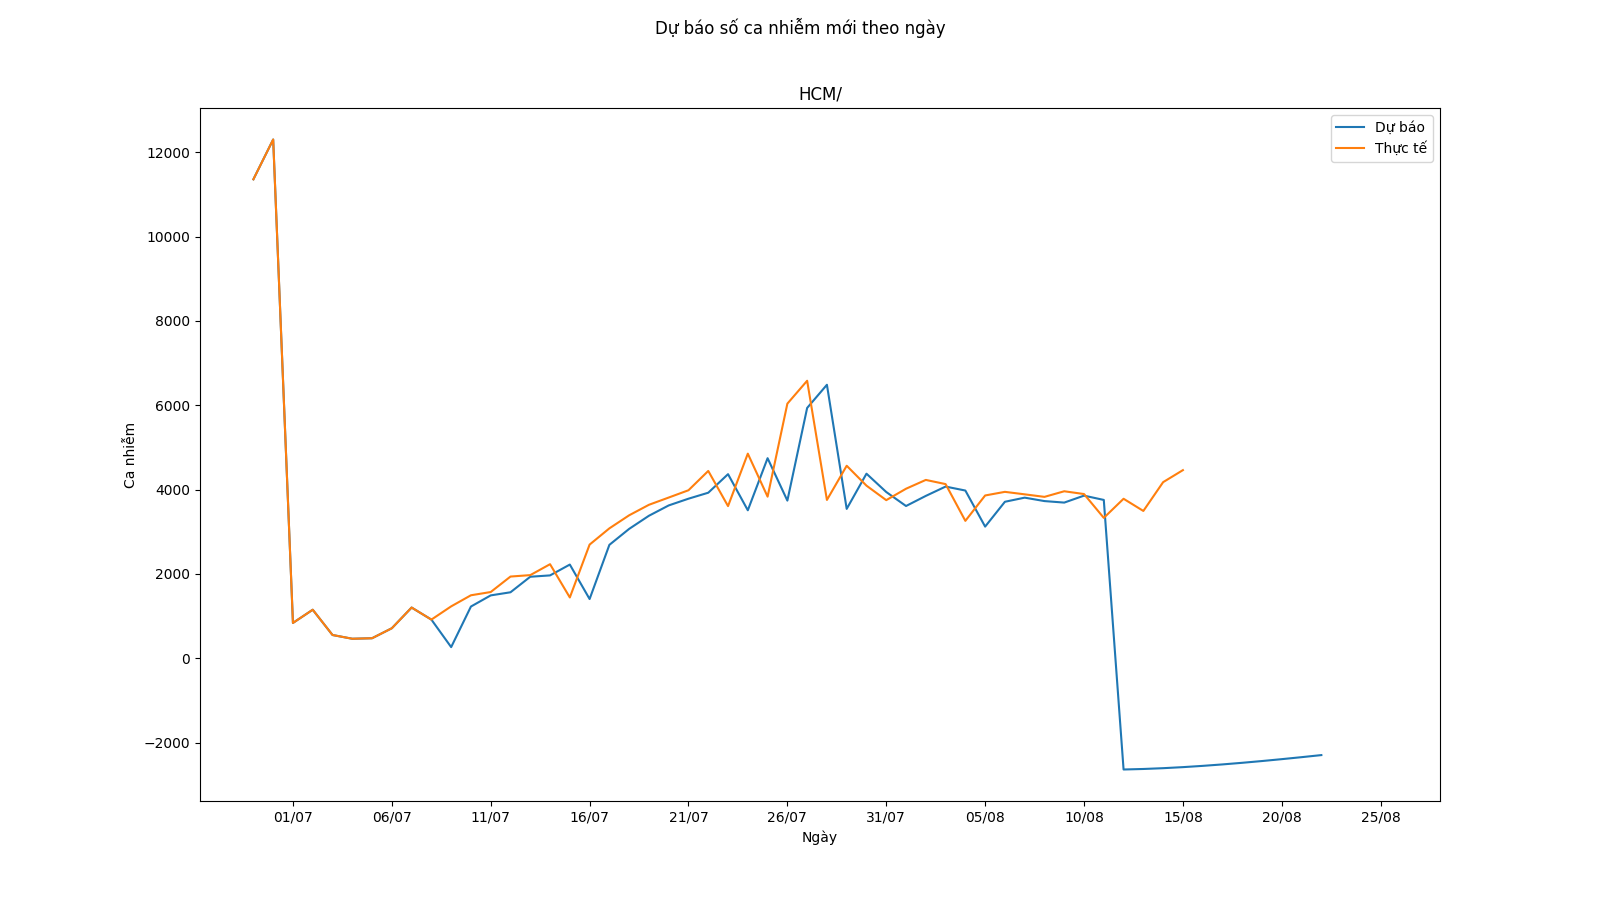 Dự báo số ca nhiễm mới theo ngày
HCM/
Dự báo
Thực tế
12000
10000
8000
6000
4000
2000
0
−2000
Ca nhiễm
01/07 06/07 11/07 16/07 21/07 26/07 31/07 05/08 10/08 15/08 20/08 25/08
Ngày